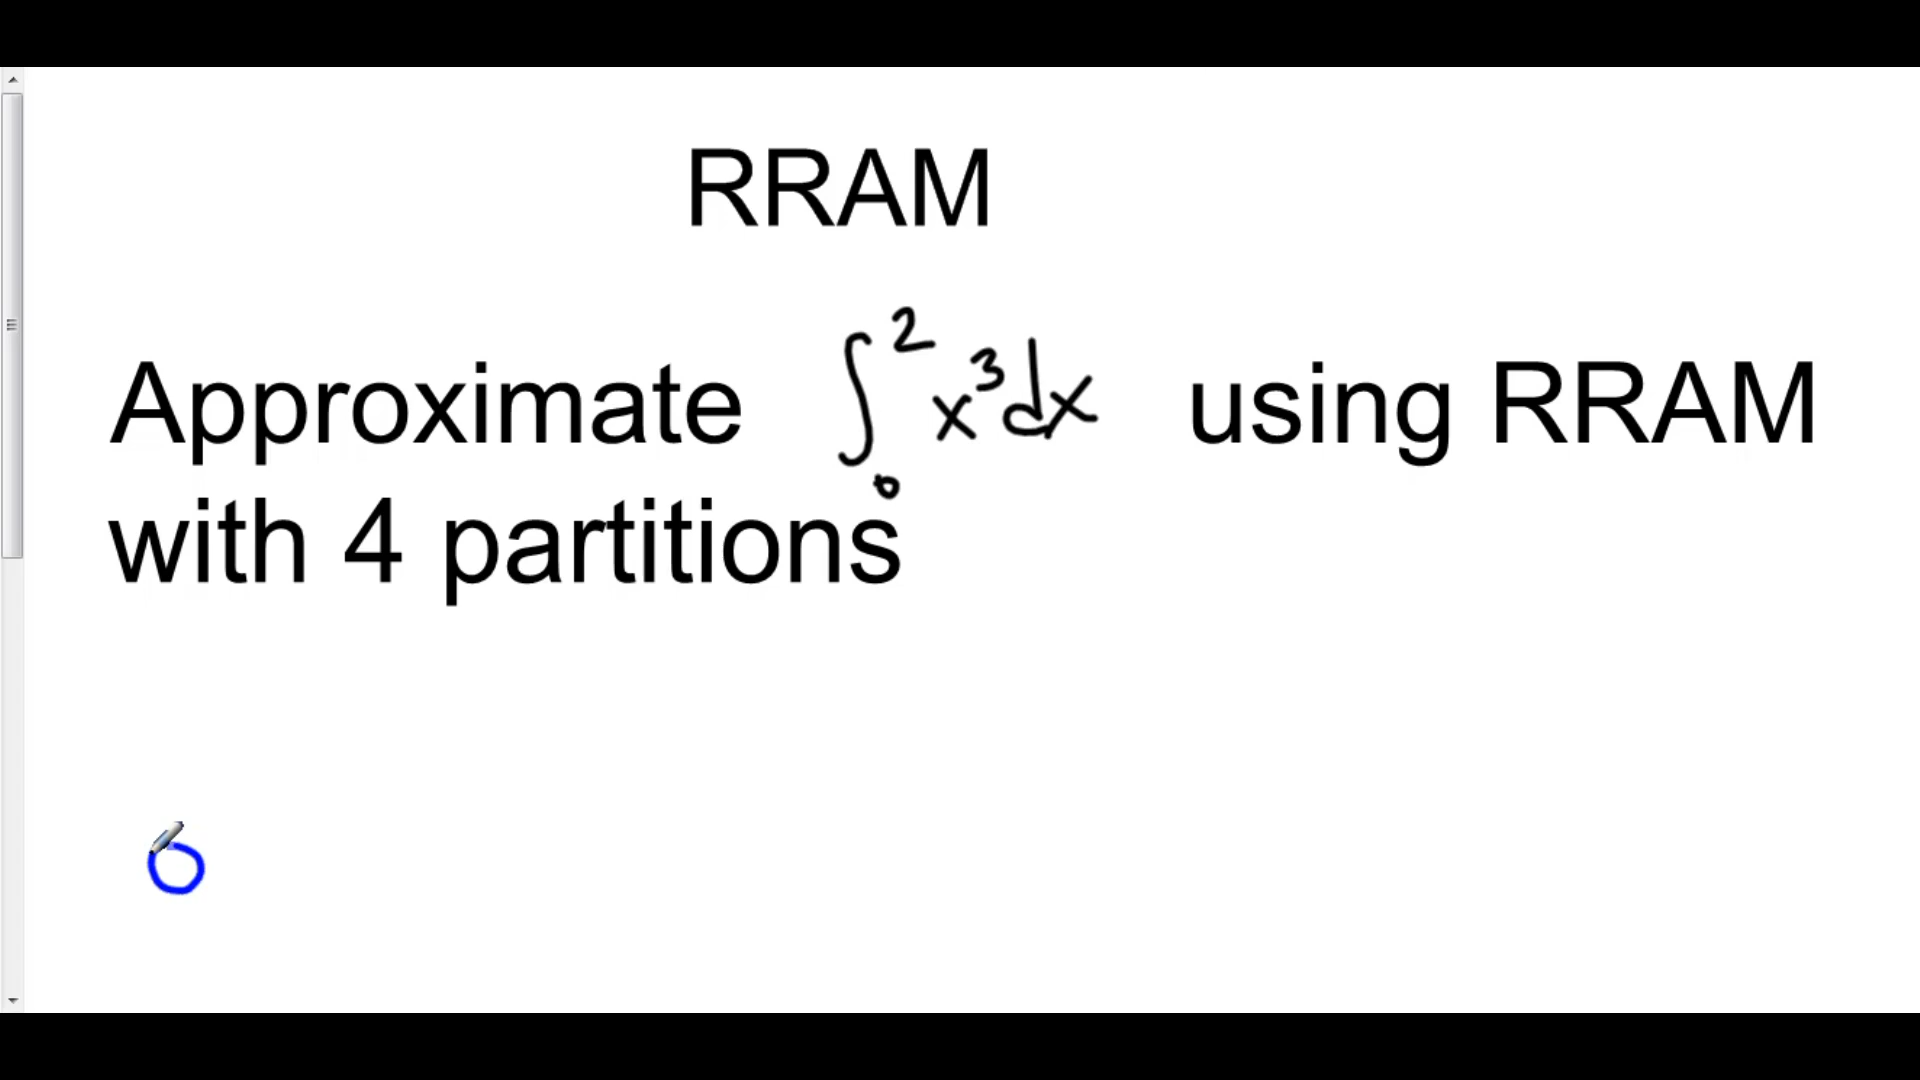 RRAM
Approximate ∫₀² x³dx using RRAM
with 4 partitions
0